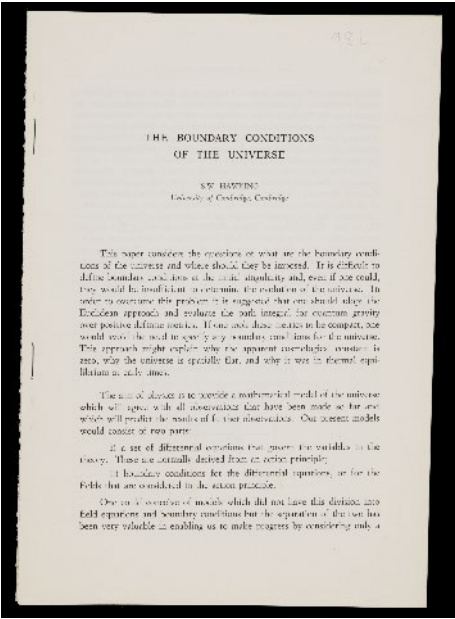 1982
THE BOUNDARY CONDITIONS
OF THE UNIVERSE
S.W. HAWKING
University of Cambridge, Cambridge
This paper considers the questions of what are the boundary condi-
tions of the universe and where should they be imposed. It is difficult to
define boundary conditions at the initial singularity and, even if one could,
they would be insufficient to determine the evolution of the universe. In
order to overcome this problem it is suggested that one should adopt the
Euclidean approach and evaluate the path integral for quantum gravity
over positive definite metrics. If one took these metrics to be compact, one
would avoid the need to specify any boundary conditions for the universe.
This approach might explain why the apparent cosmological constant is
zero, why the universe is spatially flat, and why it was in thermal equi-
librium at early times.
The aim of physics is to provide a mathematical model of the universe
which will agree with all observations that have been made so far and
which will predict the results of further observations. Our present models
would consist of two parts:
1) a set of differential equations that govern the variables in the
theory. These are normally derived from an action principle;
2) boundary conditions for the differential equations, or for the
fields that are considered in the action principle.
One could conceive of models which did not have this division into
field equations and boundary conditions but the separation of the two has
been very valuable in enabling us to make progress by considering only a